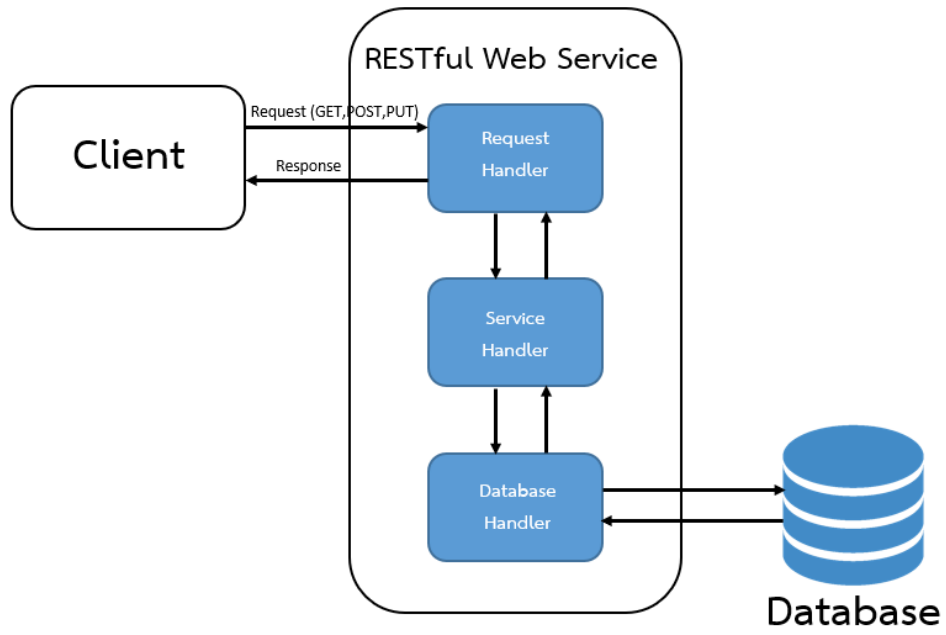 RESTful Web Service
Client
Request (GET,POST,PUT)
Response
Request
Handler
Service
Handler
Database
Handler
Database